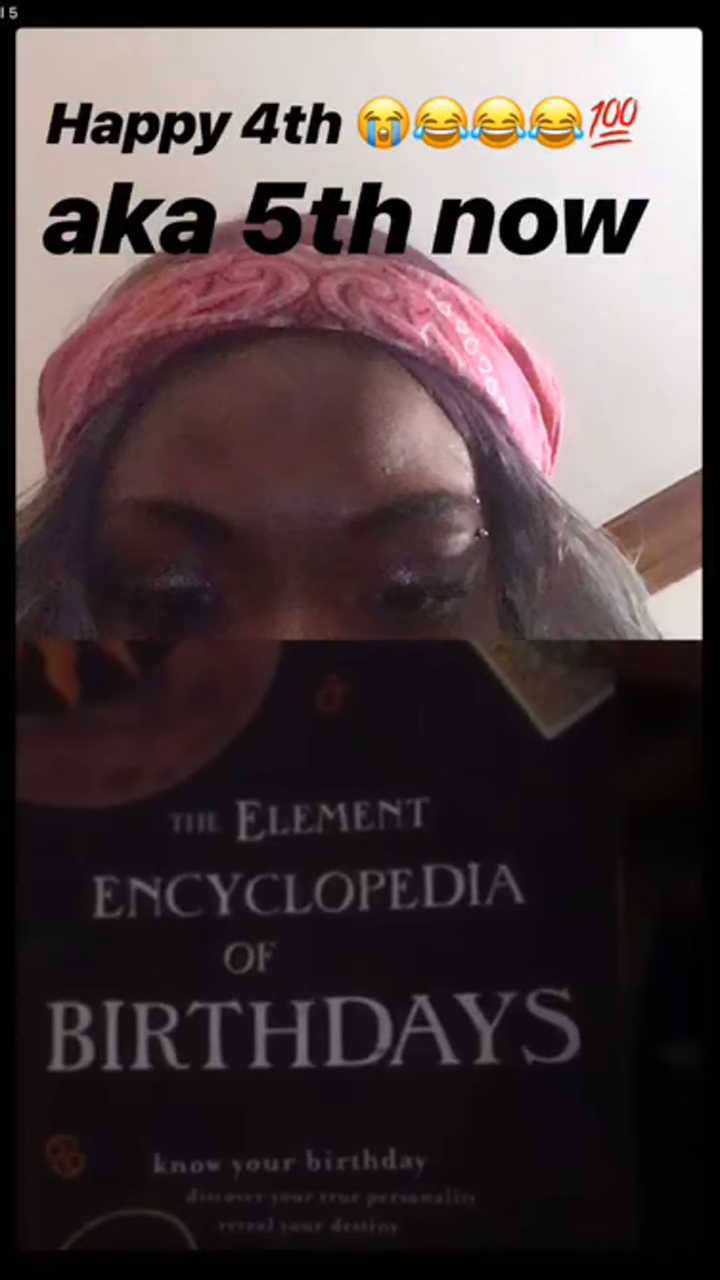 l 5
Happy 4th 😭😂😂😂💯
aka 5th now
THE ELEMENT
ENCYCLOPEDIA
OF
BIRTHDAYS
know your birthday
discover your true personality
reveal your destiny